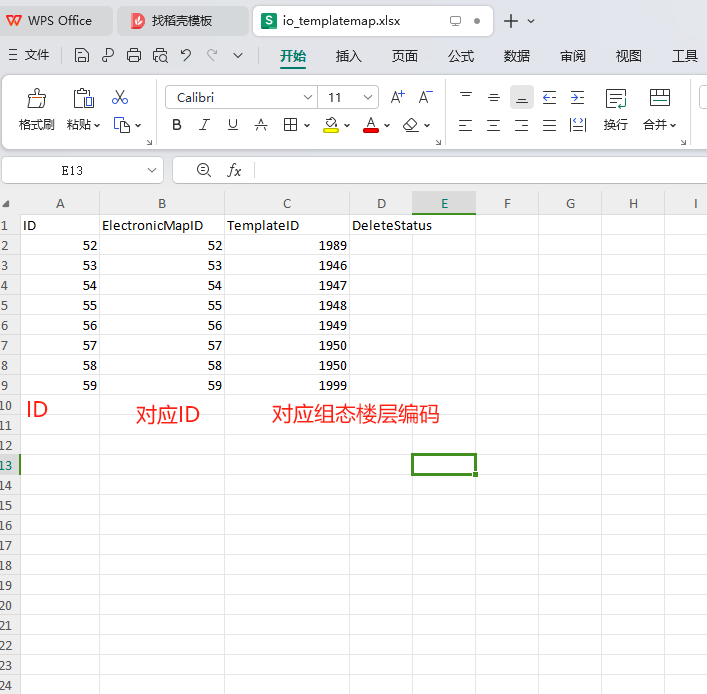 WPS Office 找稻壳模板 io_templatemap.xlsx
文件 开始 插入 页面 公式 数据 审阅 视图 工具
Calibri 11 A+ A-
格式刷 粘贴 B I U A A 换行 合并
E13 fx
A B C D E F G H I
1 ID ElectronicMapID TemplateID DeleteStatus
2 52 52 1989
3 53 53 1946
4 54 54 1947
5 55 55 1948
6 56 56 1949
7 57 57 1950
8 58 58 1950
9 59 59 1999
10 ID 对应ID 对应组态楼层编码
11
12
13
14
15
16
17
18
19
20
21
22
23
24